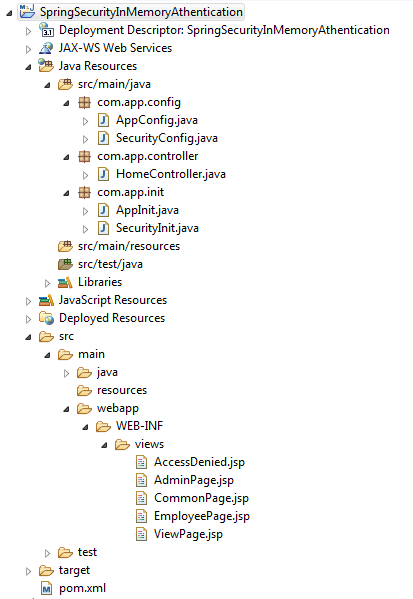 SpringSecurityInMemoryAthentication
Deployment Descriptor: SpringSecurityInMemoryAthentication
JAX-WS Web Services
Java Resources
src/main/java
com.app.config
AppConfig.java
SecurityConfig.java
com.app.controller
HomeController.java
com.app.init
AppInit.java
SecurityInit.java
src/main/resources
src/test/java
Libraries
JavaScript Resources
Deployed Resources
src
main
java
resources
webapp
WEB-INF
views
AccessDenied.jsp
AdminPage.jsp
CommonPage.jsp
EmployeePage.jsp
ViewPage.jsp
test
target
pom.xml